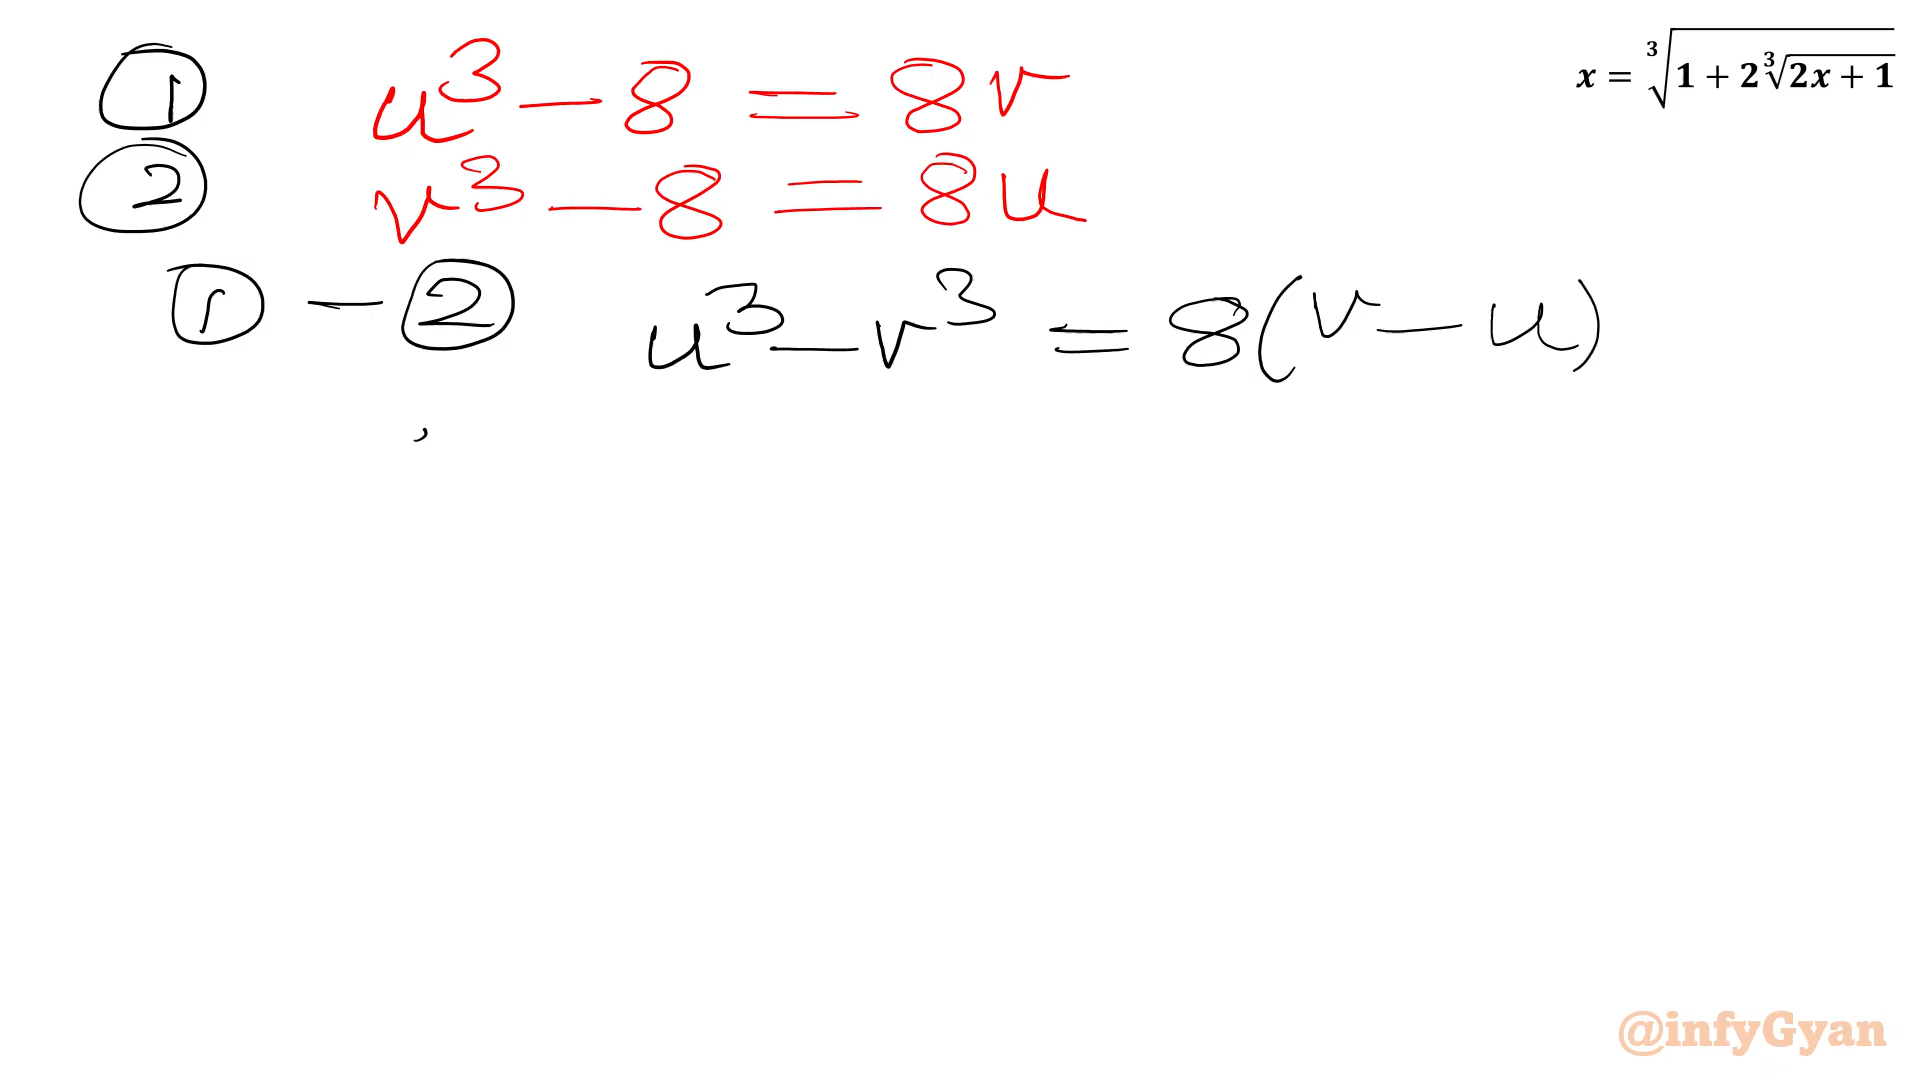 ① u³ - 8 = 8v
x = ∛(1 + 2∛(2x + 1))
② v³ - 8 = 8u
① - ② u³ - v³ = 8(v - u)
@infyGyan